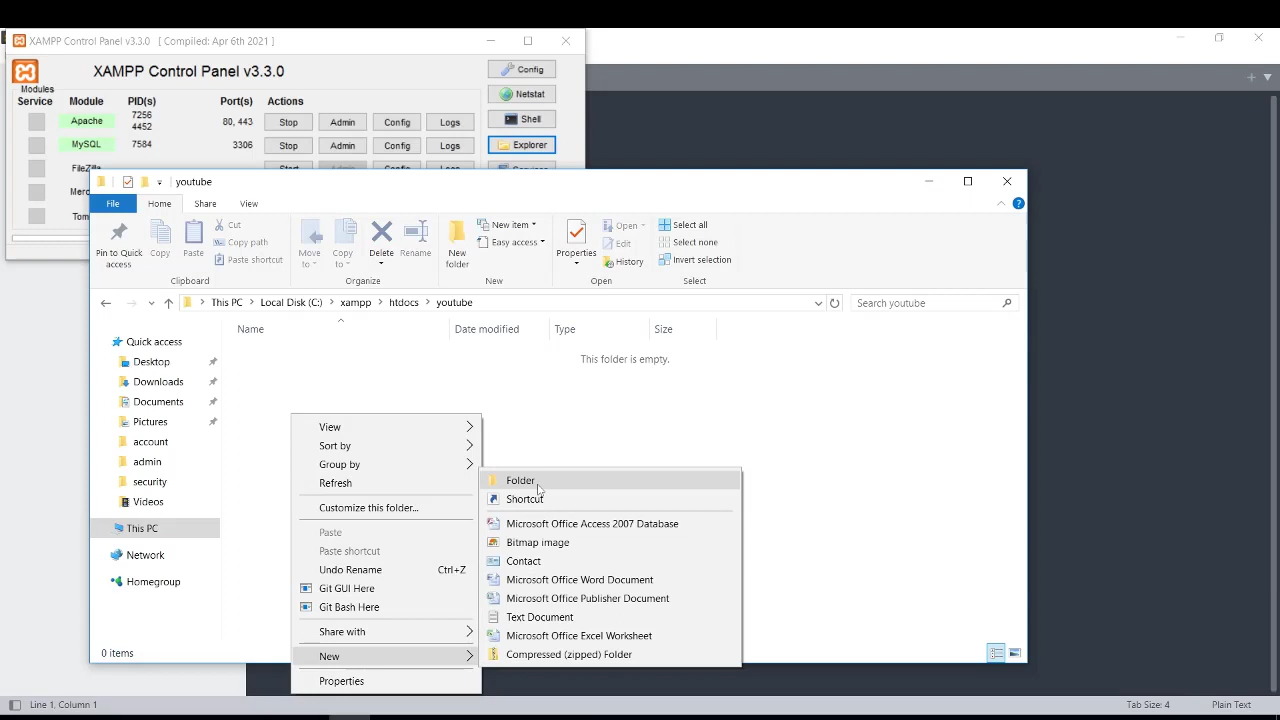 XAMPP Control Panel v3.3.0 [ Compiled: Apr 6th 2021 ]
XAMPP Control Panel v3.3.0
Config
Modules
Service Module PID(s) Port(s) Actions
Netstat
Apache 7256 4452 80, 443 Stop Admin Config Logs
Shell
MySQL 7584 3306 Stop Admin Config Logs
Explorer
FileZilla Start Admin Config Logs
Services
youtube
File Home Share View
Pin to Quick access
Copy
Paste
Cut
Copy path
Paste shortcut
Clipboard
Move to
Copy to
Delete
Rename
Organize
New folder
New item
Easy access
New
Properties
Open
Edit
History
Open
Select all
Select none
Invert selection
Select
This PC Local Disk (C:) xampp htdocs youtube
Search youtube
Name Date modified Type Size
This folder is empty.
Quick access
Desktop
Downloads
Documents
Pictures
account
admin
security
Videos
This PC
Network
Homegroup
0 items
View
Sort by
Group by
Refresh
Customize this folder...
Paste
Paste shortcut
Undo Rename Ctrl+Z
Git GUI Here
Git Bash Here
Share with
New
Properties
Folder
Shortcut
Microsoft Office Access 2007 Database
Bitmap image
Contact
Microsoft Office Word Document
Microsoft Office Publisher Document
Text Document
Microsoft Office Excel Worksheet
Compressed (zipped) Folder
Line 1, Column 1
Tab Size: 4
Plain Text